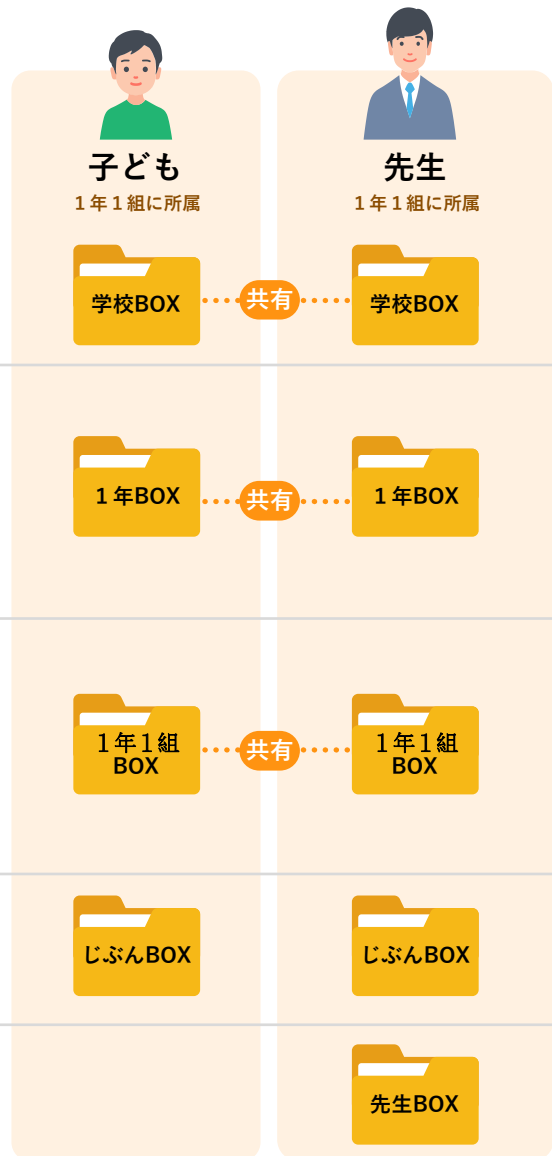 子ども
1年1組に所属
先生
1年1組に所属
学校BOX
共有
学校BOX
1年BOX
共有
1年BOX
1年1組
BOX
共有
1年1組
BOX
じぶんBOX
じぶんBOX
先生BOX